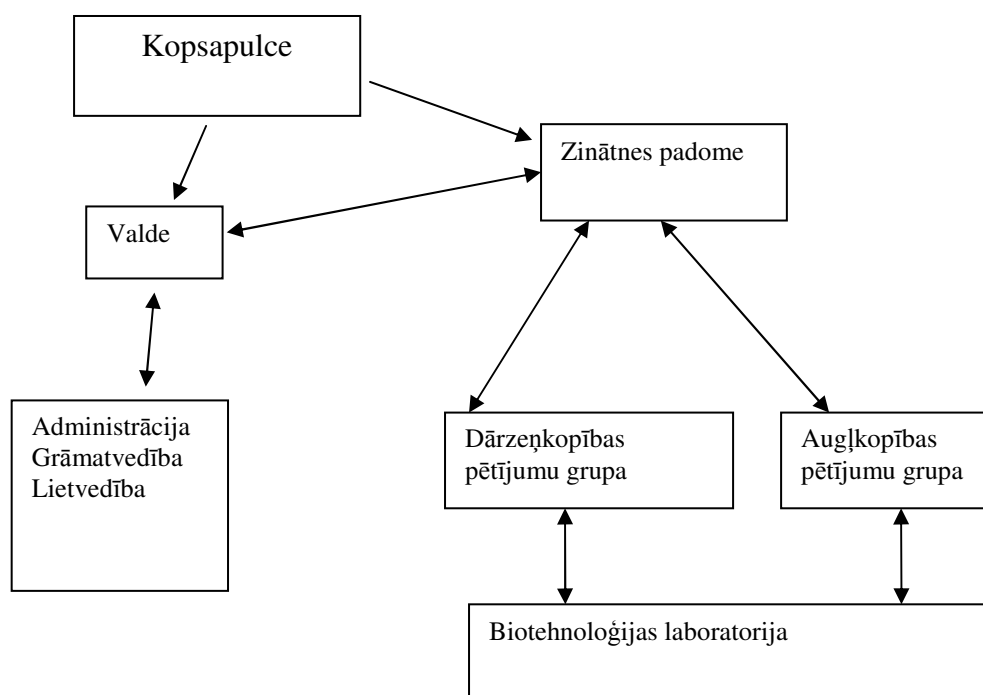 Kopsapulce
Zinātnes padome
Valde
Administrācija
Grāmatvedība
Lietvedība
Dārzeņkopības
pētījumu grupa
Augļkopības
pētījumu grupa
Biotehnoloģijas laboratorija